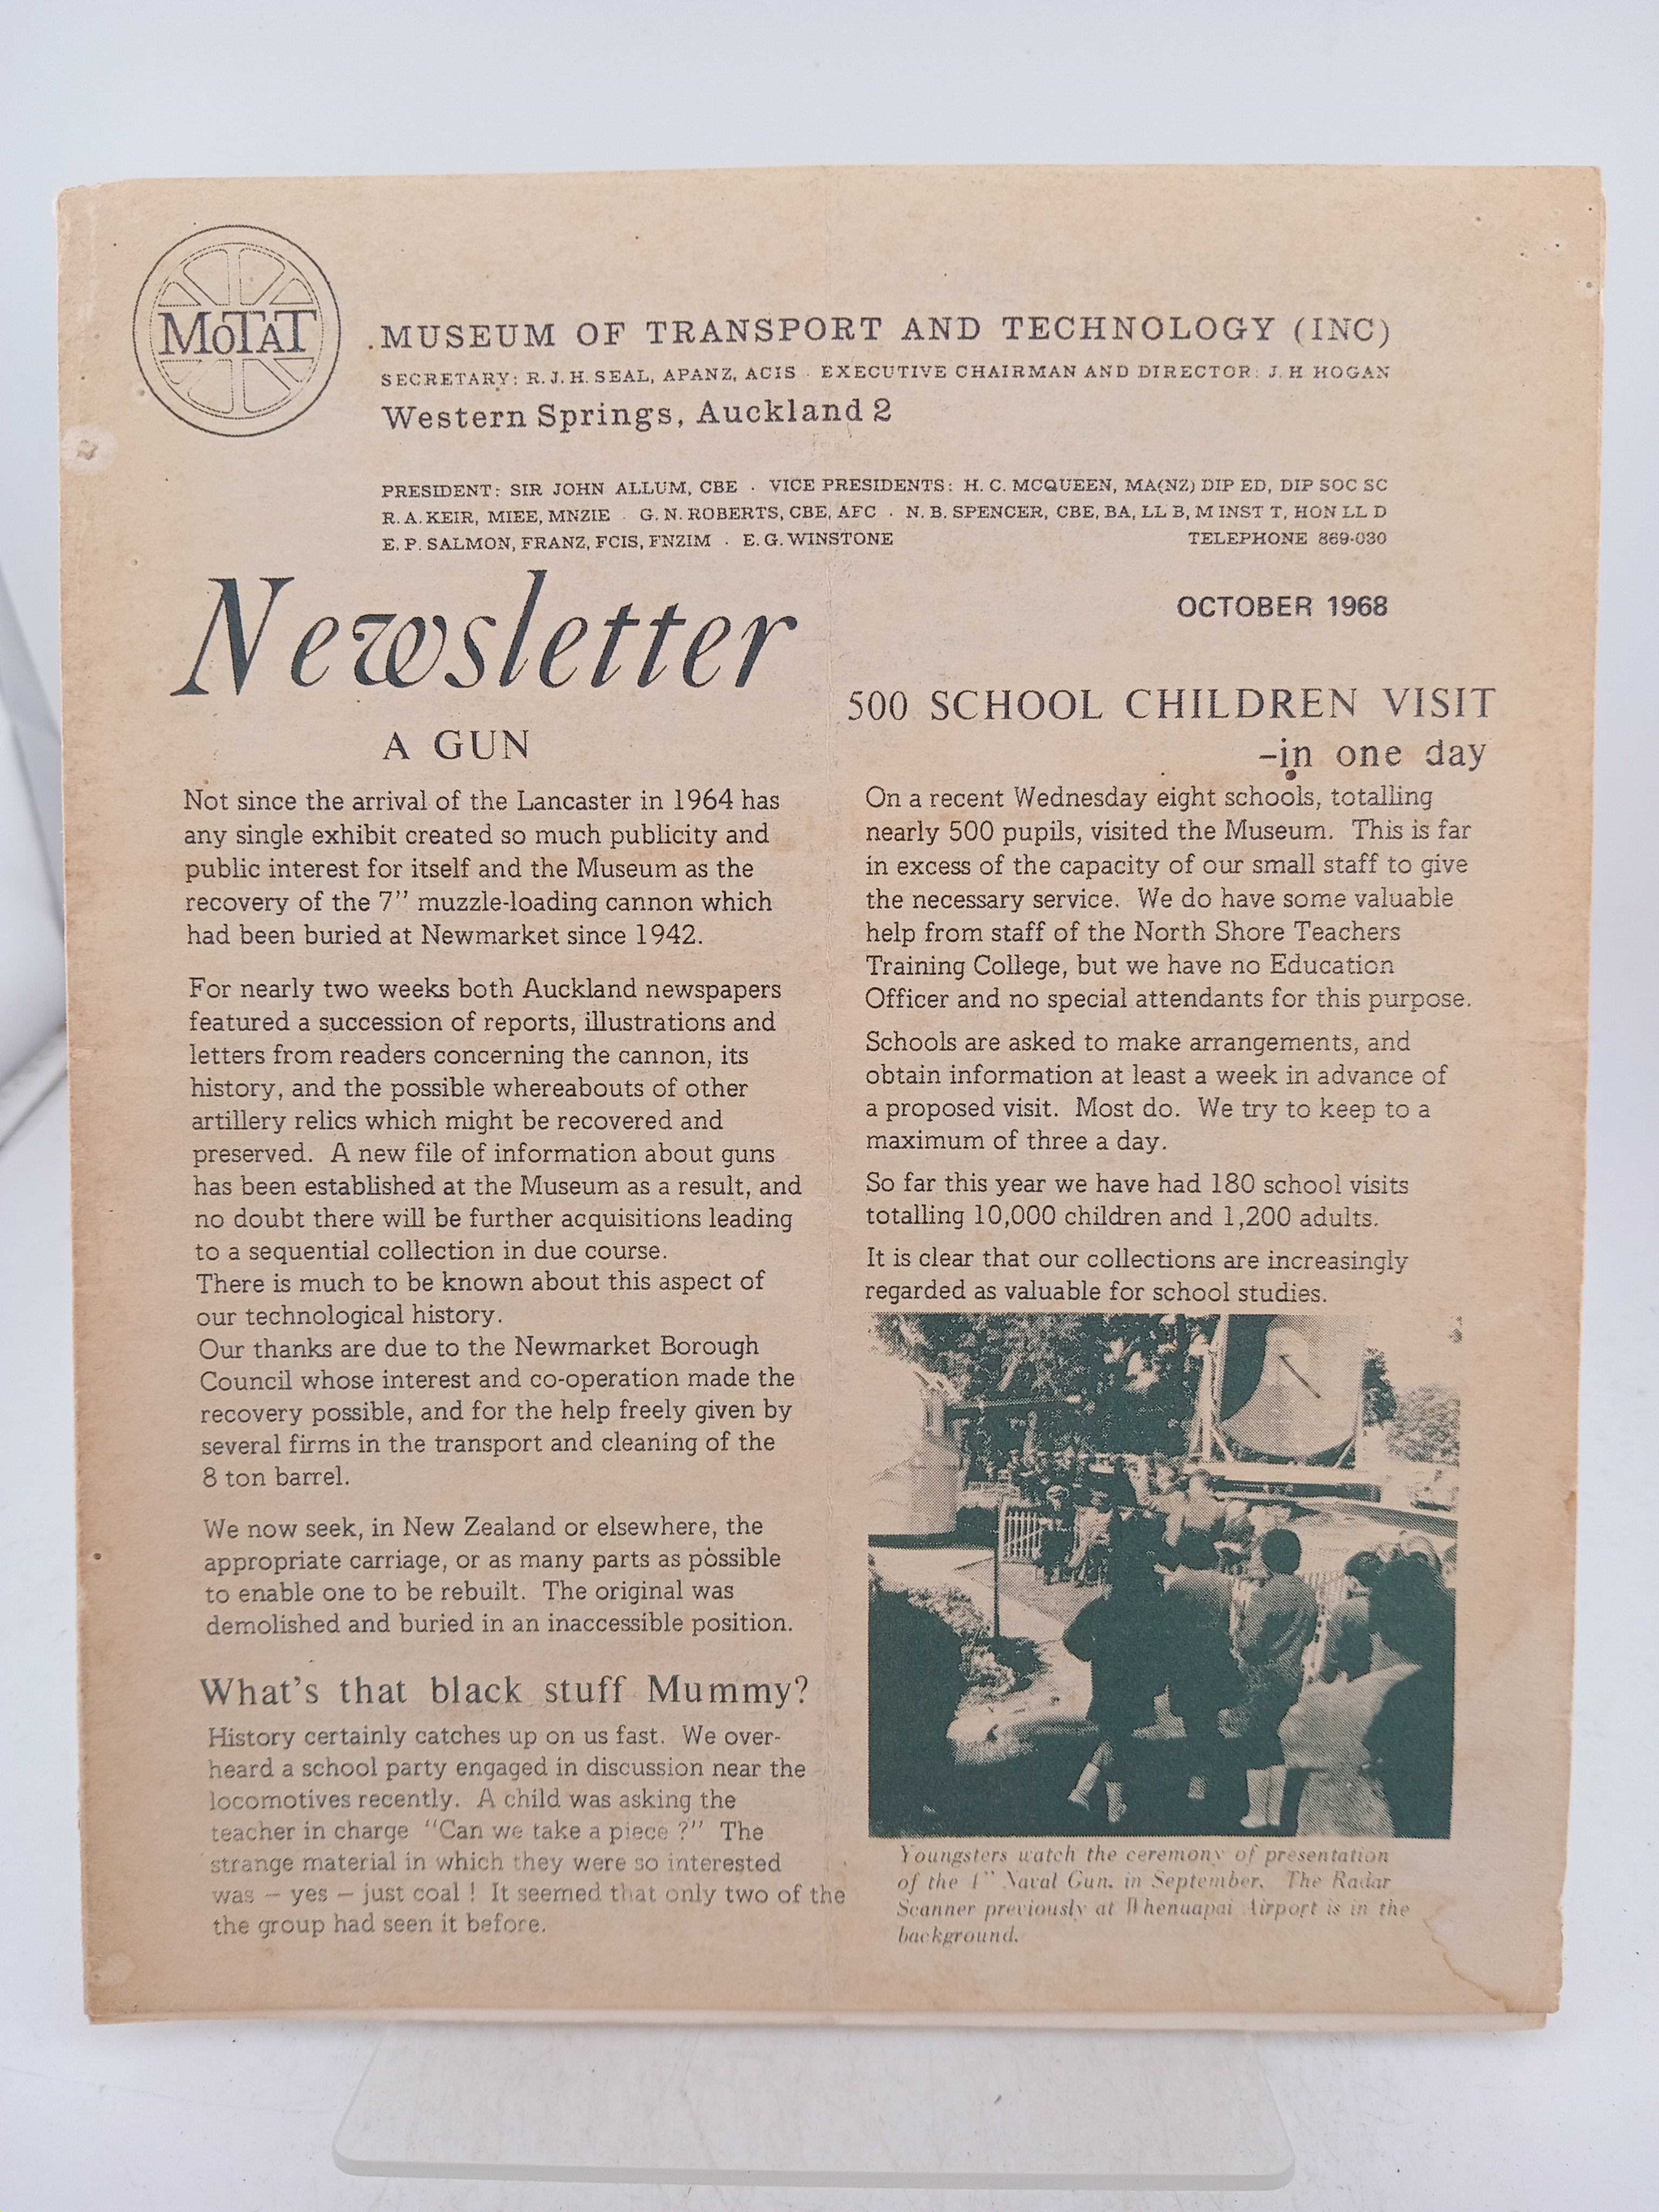 MOTAT
MUSEUM OF TRANSPORT AND TECHNOLOGY (INC)
SECRETARY: R. J. H. SEAL, APANZ, ACIS · EXECUTIVE CHAIRMAN AND DIRECTOR: J. H HOGAN
Western Springs, Auckland 2
PRESIDENT: SIR JOHN ALLUM, CBE · VICE PRESIDENTS: H. C. MCQUEEN, MA(NZ) DIP ED, DIP SOC SC
R. A. KEIR, MIEE, MNZIE · G. N. ROBERTS, CBE, AFC · N. B. SPENCER, CBE, BA, LL B, M INST T, HON LL D
E. P. SALMON, FRANZ, FCIS, FNZIM · E. G. WINSTONE TELEPHONE 869-030
Newsletter
OCTOBER 1968
A GUN
Not since the arrival of the Lancaster in 1964 has
any single exhibit created so much publicity and
public interest for itself and the Museum as the
recovery of the 7” muzzle-loading cannon which
had been buried at Newmarket since 1942.
For nearly two weeks both Auckland newspapers
featured a succession of reports, illustrations and
letters from readers concerning the cannon, its
history, and the possible whereabouts of other
artillery relics which might be recovered and
preserved. A new file of information about guns
has been established at the Museum as a result, and
no doubt there will be further acquisitions leading
to a sequential collection in due course.
There is much to be known about this aspect of
our technological history.
Our thanks are due to the Newmarket Borough
Council whose interest and co-operation made the
recovery possible, and for the help freely given by
several firms in the transport and cleaning of the
8 ton barrel.
We now seek, in New Zealand or elsewhere, the
appropriate carriage, or as many parts as possible
to enable one to be rebuilt. The original was
demolished and buried in an inaccessible position.
What's that black stuff Mummy?
History certainly catches up on us fast. We over-
heard a school party engaged in discussion near the
locomotives recently. A child was asking the
teacher in charge “Can we take a piece ?” The
strange material in which they were so interested
was – yes – just coal ! It seemed that only two of the
the group had seen it before.
500 SCHOOL CHILDREN VISIT
–in one day
On a recent Wednesday eight schools, totalling
nearly 500 pupils, visited the Museum. This is far
in excess of the capacity of our small staff to give
the necessary service. We do have some valuable
help from staff of the North Shore Teachers
Training College, but we have no Education
Officer and no special attendants for this purpose.
Schools are asked to make arrangements, and
obtain information at least a week in advance of
a proposed visit. Most do. We try to keep to a
maximum of three a day.
So far this year we have had 180 school visits
totalling 10,000 children and 1,200 adults.
It is clear that our collections are increasingly
regarded as valuable for school studies.
Youngsters watch the ceremony of presentation
of the 4” Naval Gun, in September. The Radar
Scanner previously at Whenuapai Airport is in the
background.